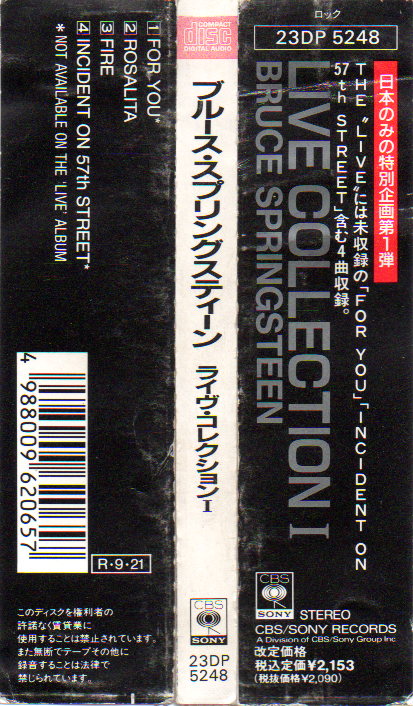 ロック
23DP 5248
日本のみの特別企画第1弾
THE “LIVE”には未収録の「FOR YOU」「INCIDENT ON
57th STREET」含む4曲収録。
LIVE COLLECTION I
BRUCE SPRINGSTEEN
CBS
SONY
STEREO
CBS/SONY RECORDS
A Division of CBS/Sony Group Inc
改定価格
税込定価¥2,153
(税抜価格¥2,090)
COMPACT
disc
DIGITAL AUDIO
ブルース・スプリングスティーン
ライヴ・コレクション I
CBS
SONY
23DP
5248
1 FOR YOU*
2 ROSALITA
3 FIRE
4 INCIDENT ON 57th STREET*
*NOT AVAILABLE ON THE 'LIVE' ALBUM
4 988009 620657
R・9・21
このディスクを権利者の
許諾なく賃貸業に
使用することは禁止されています。
また無断でテープその他に
録音することは法律で
禁じられています。